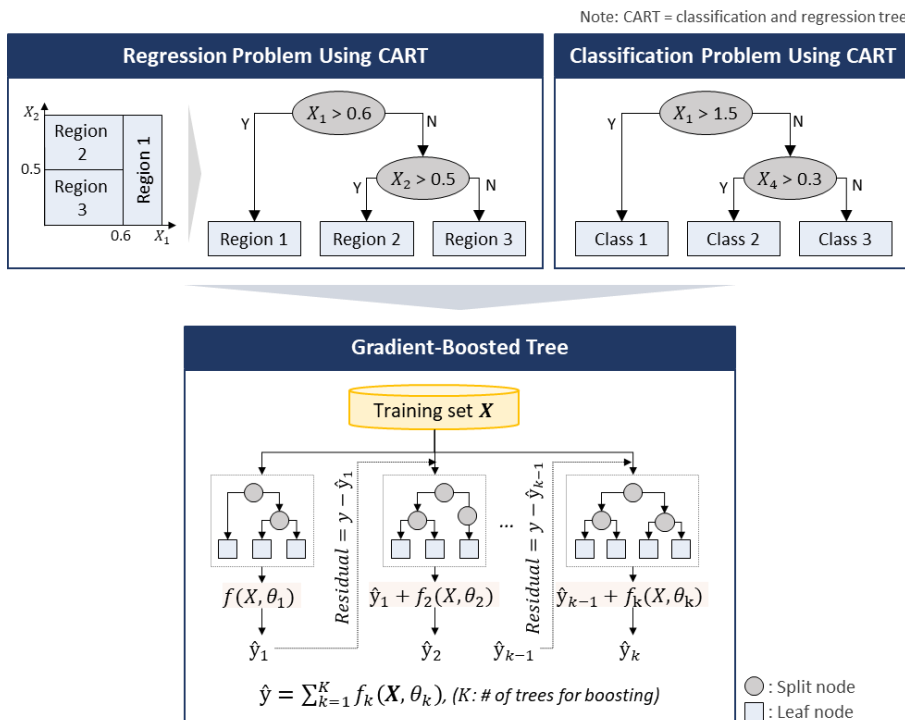 Note: CART = classification and regression tree
Regression Problem Using CART
X₂
0.5
Region
2
Region
3
Region 1
0.6
X₁
X₁ > 0.6
Y
N
X₂ > 0.5
Y
N
Region 1
Region 2
Region 3
Classification Problem Using CART
X₁ > 1.5
Y
N
X₄ > 0.3
Y
N
Class 1
Class 2
Class 3
Gradient-Boosted Tree
Training set X
Residual = y − ŷ₁
...
Residual = y − ŷₖ₋₁
f(X, θ₁)
ŷ₁ + f₂(X, θ₂)
ŷₖ₋₁ + fₖ(X, θₖ)
ŷ₁
ŷ₂
ŷₖ₋₁
ŷₖ
ŷ = ∑ᴷₖ₌₁ fₖ(X, θₖ), (K: # of trees for boosting)
: Split node
: Leaf node